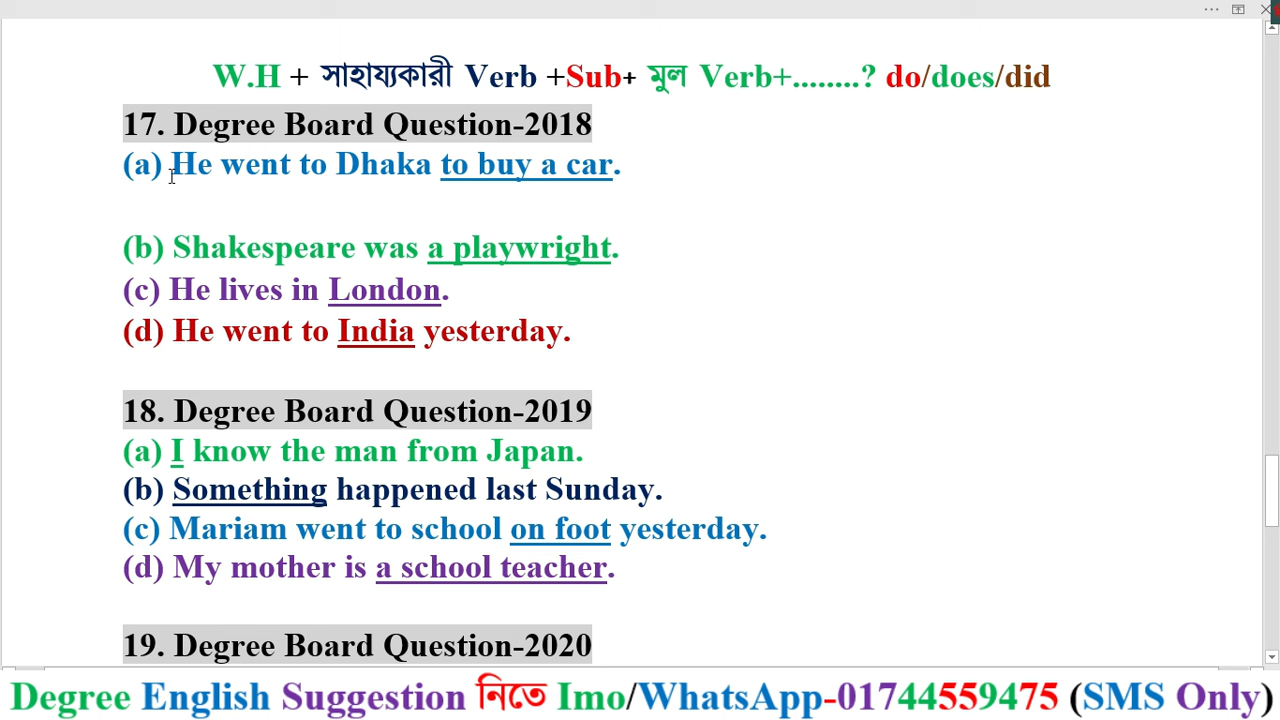 W.H + সাহায্যকারী Verb +Sub+ মুল Verb+........? do/does/did
17. Degree Board Question-2018
(a) He went to Dhaka to buy a car.
(b) Shakespeare was a playwright.
(c) He lives in London.
(d) He went to India yesterday.
18. Degree Board Question-2019
(a) I know the man from Japan.
(b) Something happened last Sunday.
(c) Mariam went to school on foot yesterday.
(d) My mother is a school teacher.
19. Degree Board Question-2020
Degree English Suggestion নিতে Imo/WhatsApp-01744559475 (SMS Only)